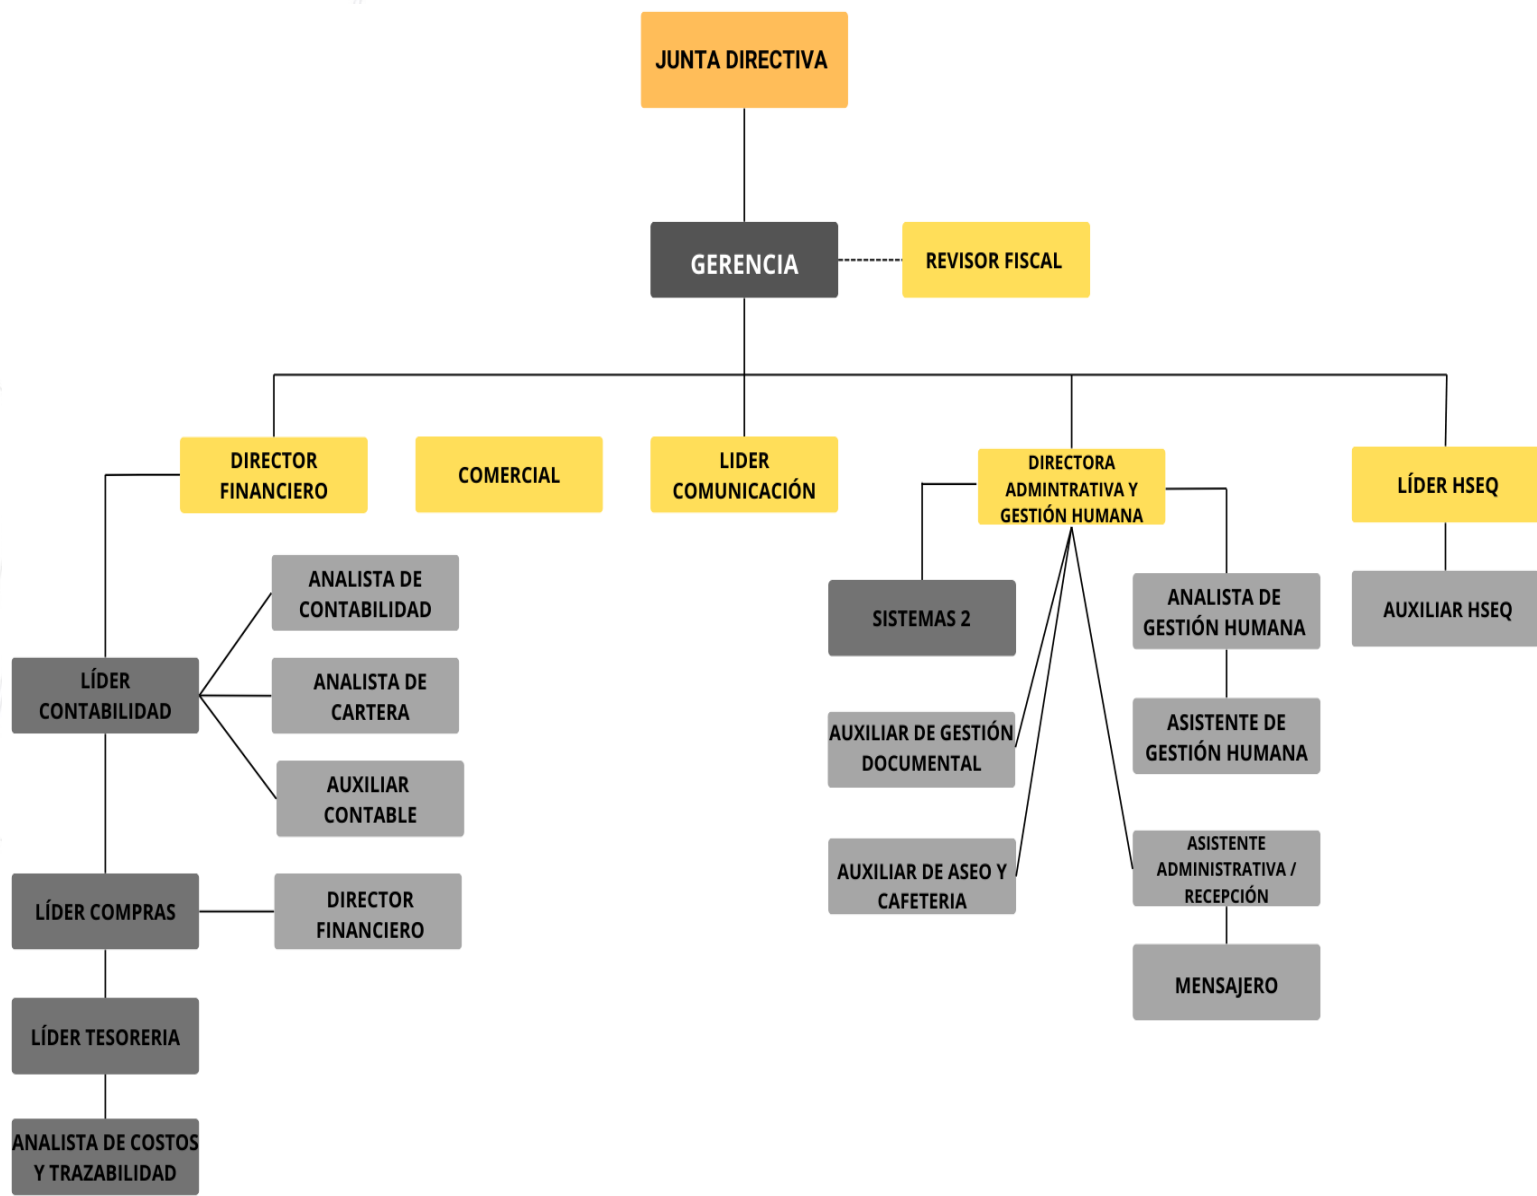 JUNTA DIRECTIVA
GERENCIA
REVISOR FISCAL
DIRECTOR
FINANCIERO
COMERCIAL
LIDER
COMUNICACIÓN
DIRECTORA
ADMINTRATIVA Y
GESTIÓN HUMANA
LÍDER HSEQ
ANALISTA DE
CONTABILIDAD
SISTEMAS 2
ANALISTA DE
GESTIÓN HUMANA
AUXILIAR HSEQ
LÍDER
CONTABILIDAD
ANALISTA DE
CARTERA
AUXILIAR DE GESTIÓN
DOCUMENTAL
ASISTENTE DE
GESTIÓN HUMANA
AUXILIAR
CONTABLE
LÍDER COMPRAS
DIRECTOR
FINANCIERO
AUXILIAR DE ASEO Y
CAFETERIA
ASISTENTE
ADMINISTRATIVA /
RECEPCIÓN
LÍDER TESORERIA
MENSAJERO
ANALISTA DE COSTOS
Y TRAZABILIDAD